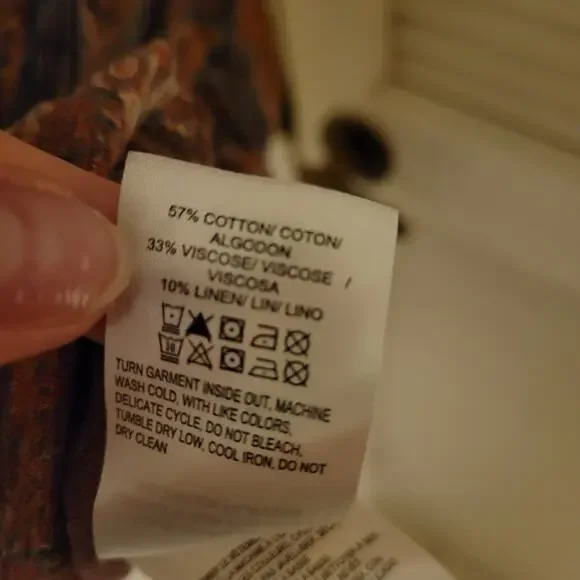 57% COTTON/ COTON/
ALGODON
33% VISCOSE/ VISCOSE /
VISCOSA
10% LINEN/ LIN/ LINO
30
TURN GARMENT INSIDE OUT, MACHINE
WASH COLD, WITH LIKE COLORS,
DELICATE CYCLE, DO NOT BLEACH,
TUMBLE DRY LOW, COOL IRON, DO NOT
DRY CLEAN